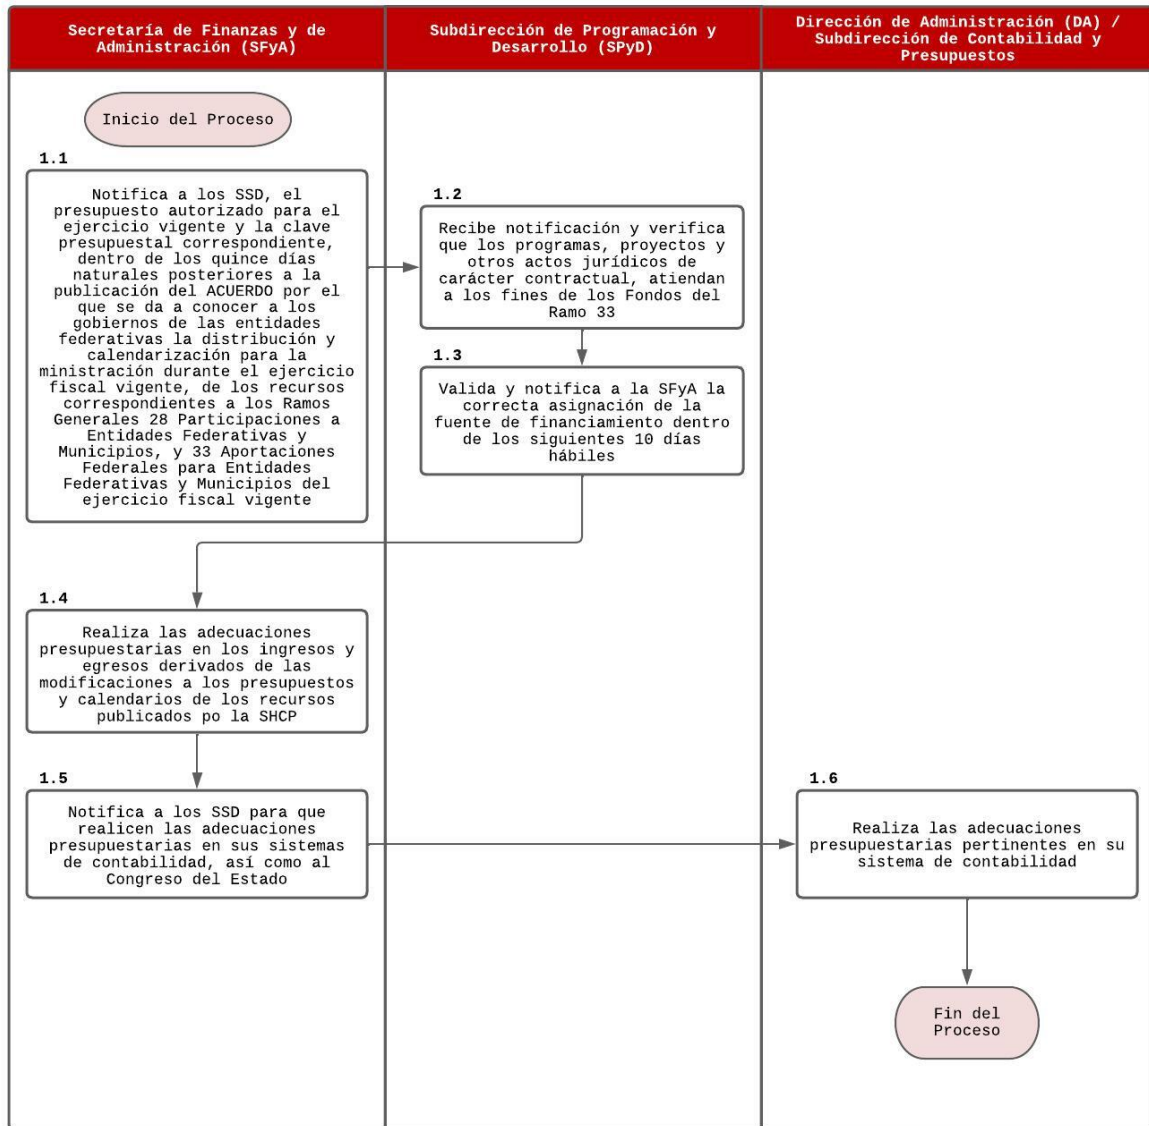 Secretaría de Finanzas y de
Administración (SFyA)
Subdirección de Programación y
Desarrollo (SPyD)
Dirección de Administración (DA) /
Subdirección de Contabilidad y
Presupuestos
Inicio del Proceso
1.1
Notifica a los SSD, el
presupuesto autorizado para el
ejercicio vigente y la clave
presupuestal correspondiente,
dentro de los quince días
naturales posteriores a la
publicación del ACUERDO por el
que se da a conocer a los
gobiernos de las entidades
federativas la distribución y
calendarización para la
ministración durante el ejercicio
fiscal vigente, de los recursos
correspondientes a los Ramos
Generales 28 Participaciones a
Entidades Federativas y
Municipios, y 33 Aportaciones
Federales para Entidades
Federativas y Municipios del
ejercicio fiscal vigente
1.2
Recibe notificación y verifica
que los programas, proyectos y
otros actos jurídicos de
carácter contractual, atiendan
a los fines de los Fondos del
Ramo 33
1.3
Valida y notifica a la SFyA la
correcta asignación de la
fuente de financiamiento dentro
de los siguientes 10 días
hábiles
1.4
Realiza las adecuaciones
presupuestarias en los ingresos y
egresos derivados de las
modificaciones a los presupuestos
y calendarios de los recursos
publicados po la SHCP
1.5
Notifica a los SSD para que
realicen las adecuaciones
presupuestarias en sus sistemas
de contabilidad, así como al
Congreso del Estado
1.6
Realiza las adecuaciones
presupuestarias pertinentes en su
sistema de contabilidad
Fin del
Proceso